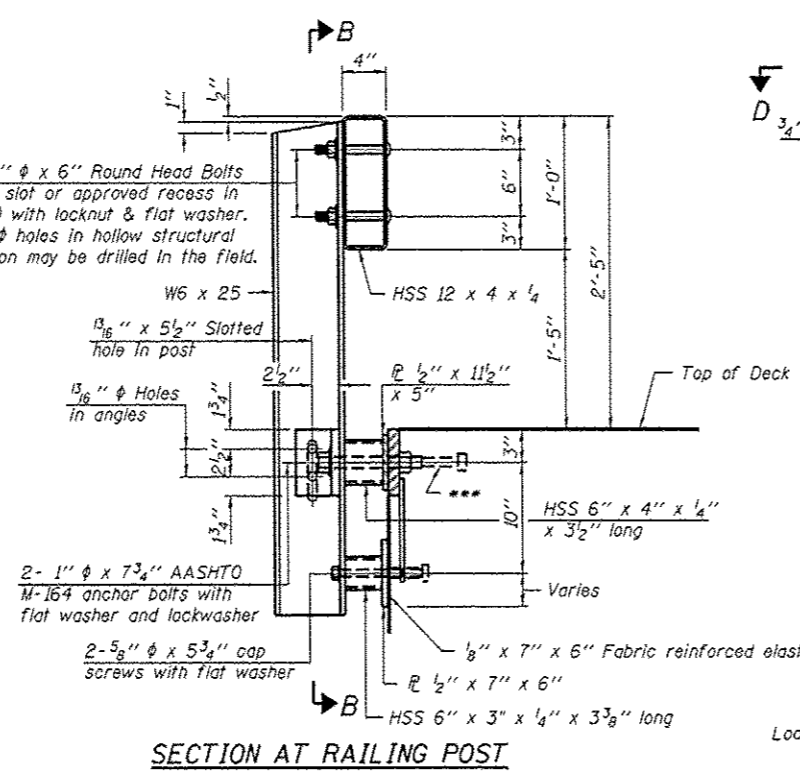 B
4"
1"
½"
D
¾"
" φ x 6" Round Head Bolts
slot or approved recess in
with locknut & flat washer.
φ holes in hollow structural
on may be drilled in the field.
3"
6"
3"
1'-0"
2'-5"
1'-5"
W6 x 25
HSS 12 x 4 x ¼
13/16" x 5½" Slotted
hole in post
2½"
℄ ½" x 11½"
x 5"
Top of Deck
13/16" φ Holes
in angles
1¾"
2½"
1¾"
3"
10"
***
HSS 6" x 4" x ¼"
x 3½" long
2- 1" φ x 7¾" AASHTO
M-164 anchor bolts with
flat washer and lockwasher
Varies
2-⅝" φ x 5¾" cap
screws with flat washer
⅛" x 7" x 6" Fabric reinforced elast
℄ ½" x 7" x 6"
B
HSS 6" x 3" x ¼" x 3⅜" long
Loc
SECTION AT RAILING POST